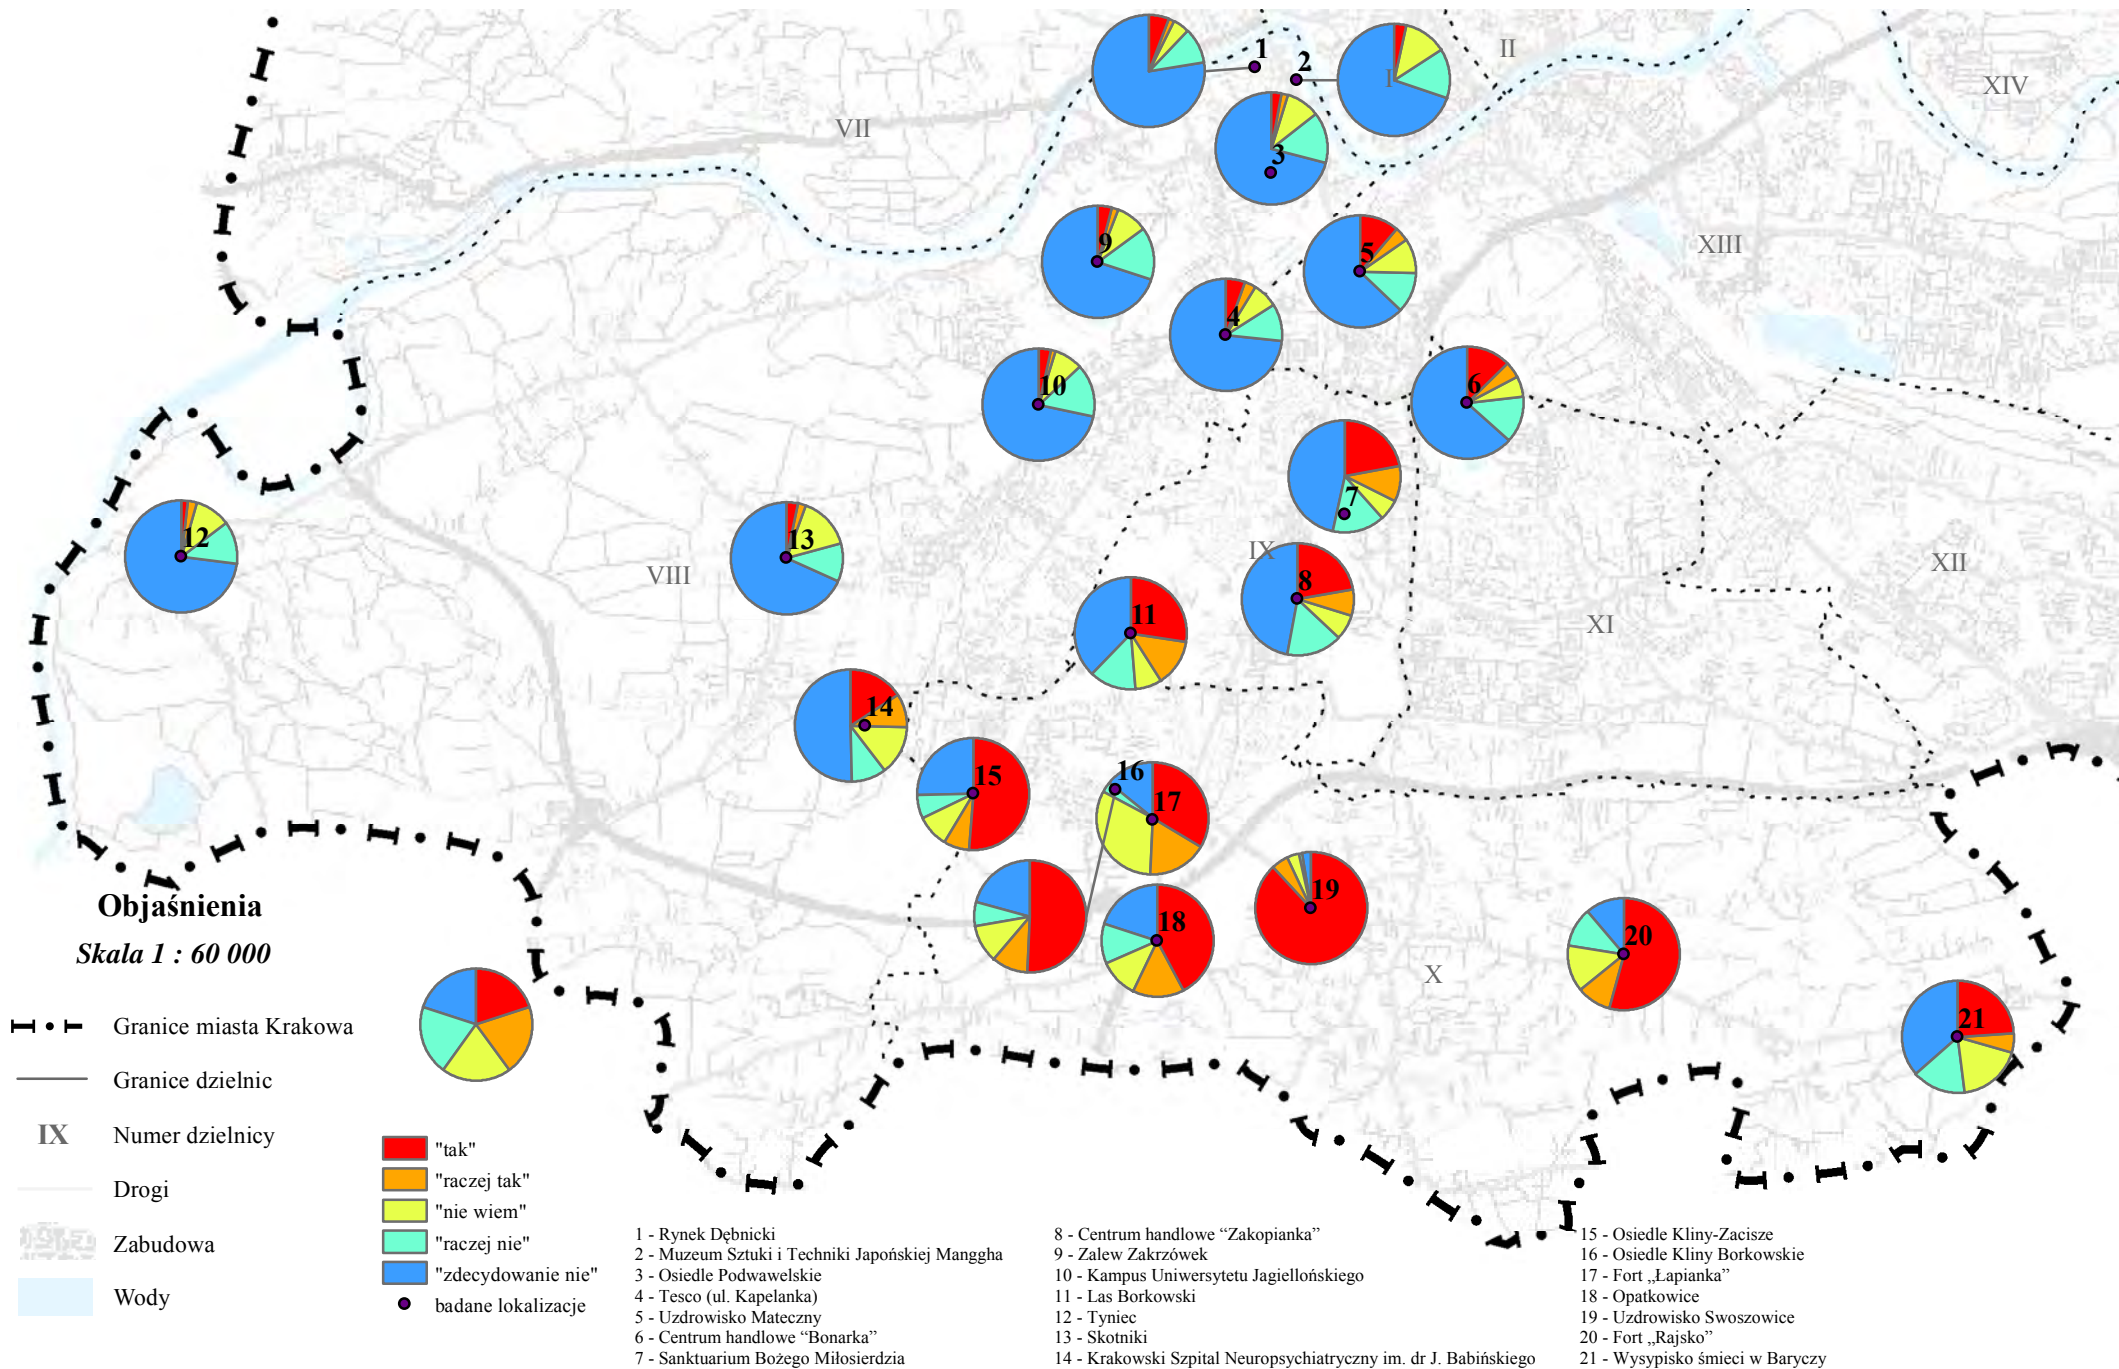 1
2
II
I
XIV
VII
3
9
5
XIII
4
10
6
7
12
13
VIII
IX
8
XII
11
XI
14
15
16
17
19
18
20
X
21
Objaśnienia
Skala 1 : 60 000
Granice miasta Krakowa
Granice dzielnic
IX Numer dzielnicy
Drogi
Zabudowa
Wody
"tak"
"raczej tak"
"nie wiem"
"raczej nie"
"zdecydowanie nie"
badane lokalizacje
1 - Rynek Dębnicki
2 - Muzeum Sztuki i Techniki Japońskiej Manggha
3 - Osiedle Podwawelskie
4 - Tesco (ul. Kapelanka)
5 - Uzdrowisko Mateczny
6 - Centrum handlowe “Bonarka”
7 - Sanktuarium Bożego Miłosierdzia
8 - Centrum handlowe “Zakopianka”
9 - Zalew Zakrzówek
10 - Kampus Uniwersytetu Jagiellońskiego
11 - Las Borkowski
12 - Tyniec
13 - Skotniki
14 - Krakowski Szpital Neuropsychiatryczny im. dr J. Babińskiego
15 - Osiedle Kliny-Zacisze
16 - Osiedle Kliny Borkowskie
17 - Fort „Łapianka”
18 - Opatkowice
19 - Uzdrowisko Swoszowice
20 - Fort „Rajsko”
21 - Wysypisko śmieci w Baryczy